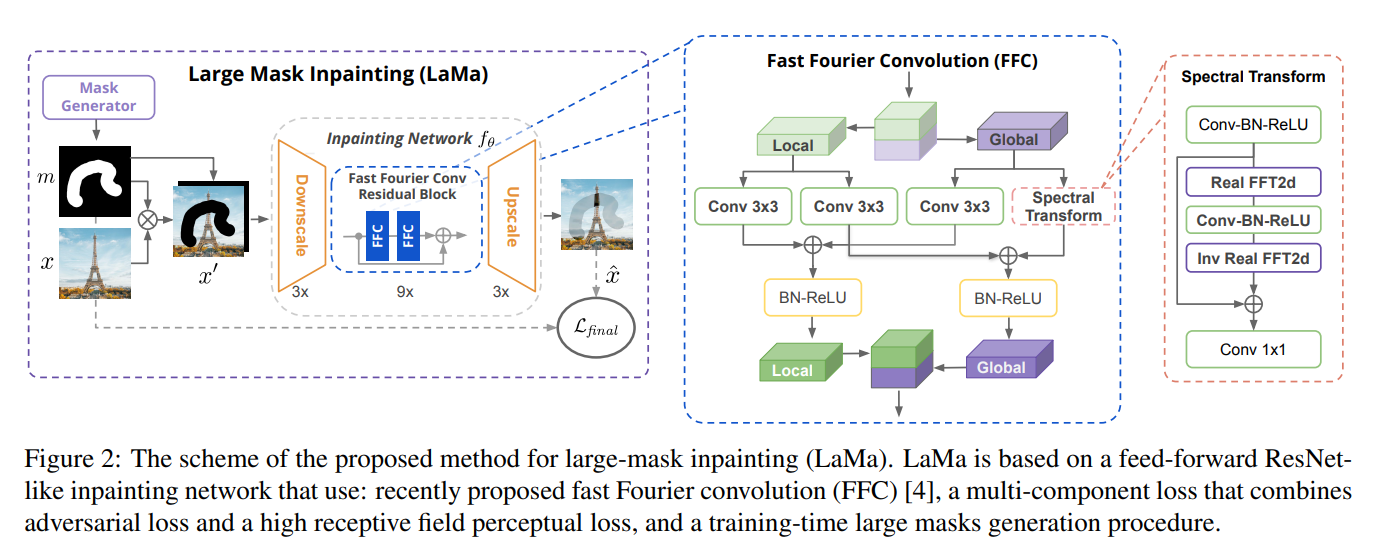 Large Mask Inpainting (LaMa)
Mask
Generator
m
x
x′
Inpainting Network fθ
Downscale
3x
Fast Fourier Conv
Residual Block
FFC
FFC
9x
Upscale
3x
x̂
ℒfinal
Fast Fourier Convolution (FFC)
Local
Global
Conv 3x3
Conv 3x3
Conv 3x3
Spectral
Transform
BN-ReLU
BN-ReLU
Local
Global
Spectral Transform
Conv-BN-ReLU
Real FFT2d
Conv-BN-ReLU
Inv Real FFT2d
Conv 1x1
Figure 2: The scheme of the proposed method for large-mask inpainting (LaMa). LaMa is based on a feed-forward ResNet-
like inpainting network that use: recently proposed fast Fourier convolution (FFC) [4], a multi-component loss that combines
adversarial loss and a high receptive field perceptual loss, and a training-time large masks generation procedure.